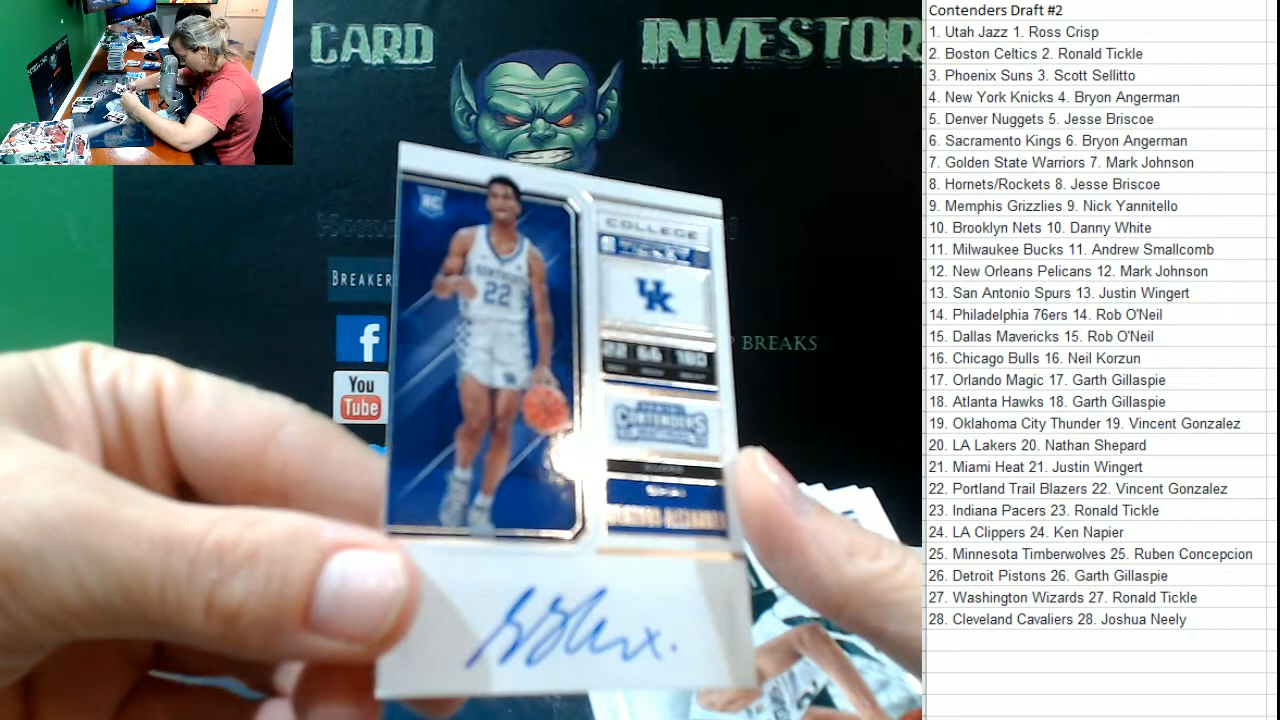 CARD INVESTOR
BREAKER
BREAKS
You
Tube
RC
COLLEGE
TICKET
UK
22
CONTENDERS
GUARD
SHAI
Contenders Draft #2
1. Utah Jazz 1. Ross Crisp
2. Boston Celtics 2. Ronald Tickle
3. Phoenix Suns 3. Scott Sellitto
4. New York Knicks 4. Bryon Angerman
5. Denver Nuggets 5. Jesse Briscoe
6. Sacramento Kings 6. Bryon Angerman
7. Golden State Warriors 7. Mark Johnson
8. Hornets/Rockets 8. Jesse Briscoe
9. Memphis Grizzlies 9. Nick Yannitello
10. Brooklyn Nets 10. Danny White
11. Milwaukee Bucks 11. Andrew Smallcomb
12. New Orleans Pelicans 12. Mark Johnson
13. San Antonio Spurs 13. Justin Wingert
14. Philadelphia 76ers 14. Rob O'Neil
15. Dallas Mavericks 15. Rob O'Neil
16. Chicago Bulls 16. Neil Korzun
17. Orlando Magic 17. Garth Gillaspie
18. Atlanta Hawks 18. Garth Gillaspie
19. Oklahoma City Thunder 19. Vincent Gonzalez
20. LA Lakers 20. Nathan Shepard
21. Miami Heat 21. Justin Wingert
22. Portland Trail Blazers 22. Vincent Gonzalez
23. Indiana Pacers 23. Ronald Tickle
24. LA Clippers 24. Ken Napier
25. Minnesota Timberwolves 25. Ruben Concepcion
26. Detroit Pistons 26. Garth Gillaspie
27. Washington Wizards 27. Ronald Tickle
28. Cleveland Cavaliers 28. Joshua Neely